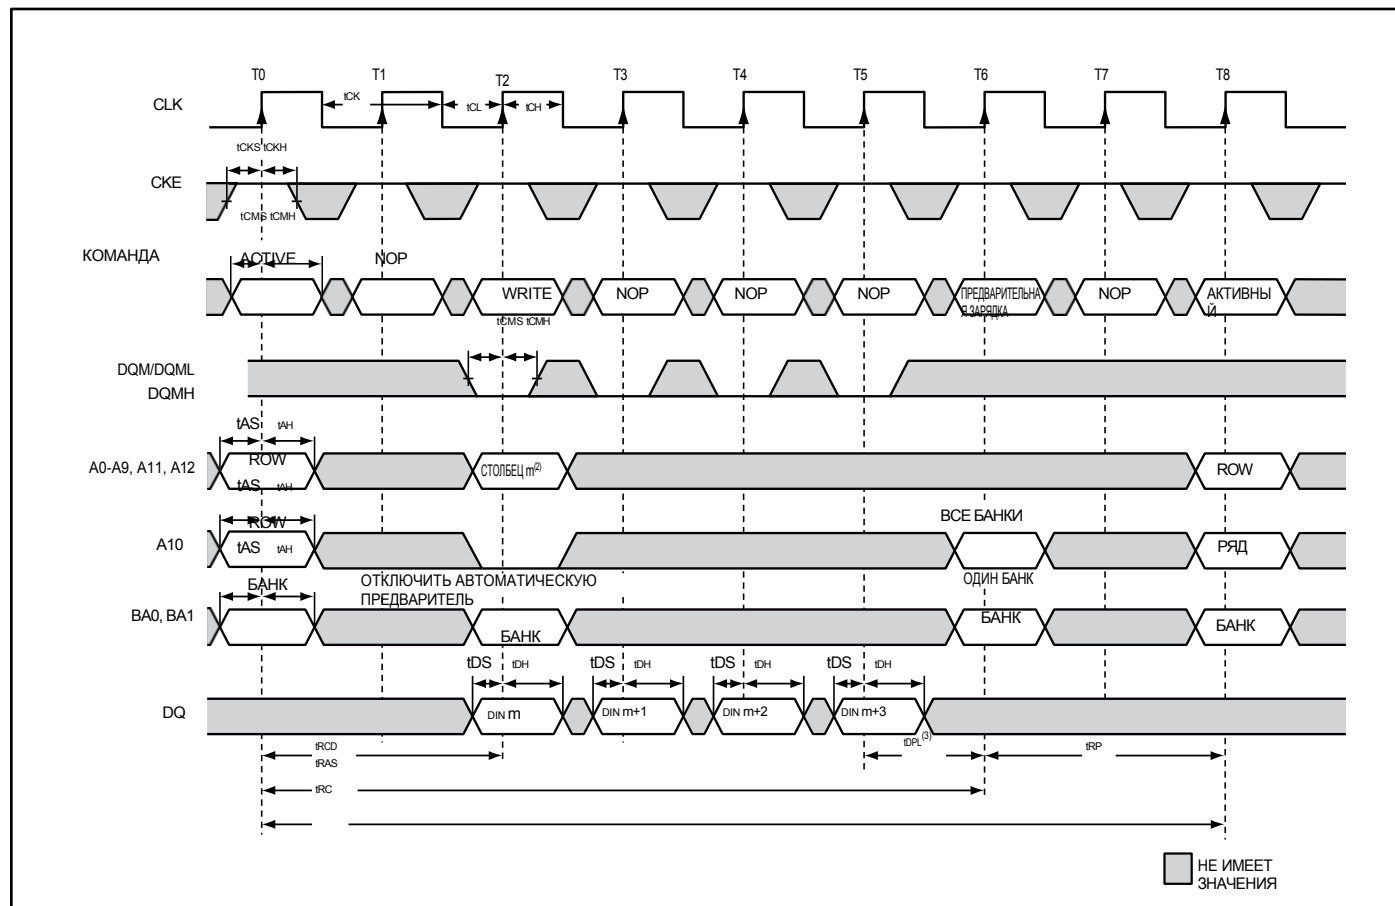 T0 T1 T2 T3 T4 T5 T6 T7 T8
CLK
tCK tCL tCH
tCKS tCKH
CKE
tCMS tCMH
КОМАНДА
ACTIVE NOP
WRITE NOP NOP NOP ПРЕДВАРИТЕЛЬНА NOP АКТИВНЫ
Я ЗАРЯДКА Й
tCMS tCMH
DQM/DQML
DQMH
tAS tAH
A0-A9, A11, A12 ROW СТОЛБЕЦ m(2) ROW
tAS tAH
ROW ВСЕ БАНКИ
A10 tAS tAH РЯД
БАНК ОТКЛЮЧИТЬ АВТОМАТИЧЕСКУЮ ОДИН БАНК
ПРЕДВАРИТЕЛЬ
BA0, BA1 БАНК БАНК БАНК
tDS tDH tDS tDH tDS tDH tDS tDH
DQ DIN m DIN m+1 DIN m+2 DIN m+3
tRCD tDPL(3) tRP
tRAS
tRC
НЕ ИМЕЕТ
ЗНАЧЕНИЯ